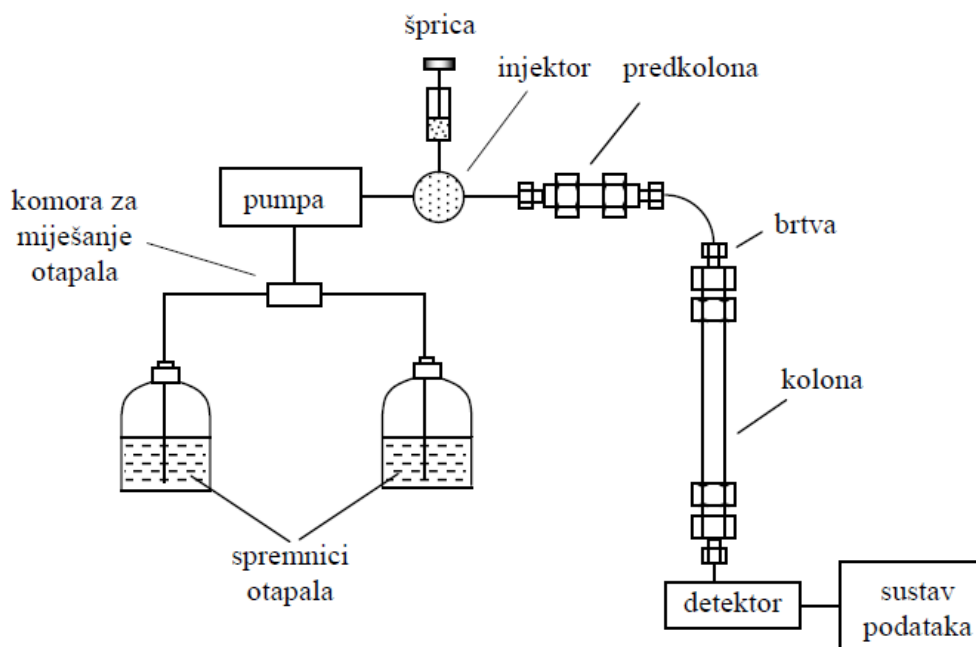 šprica
injektor
predkolona
pumpa
komora za
miješanje
otapala
brtva
kolona
spremnici
otapala
detektor
sustav
podataka